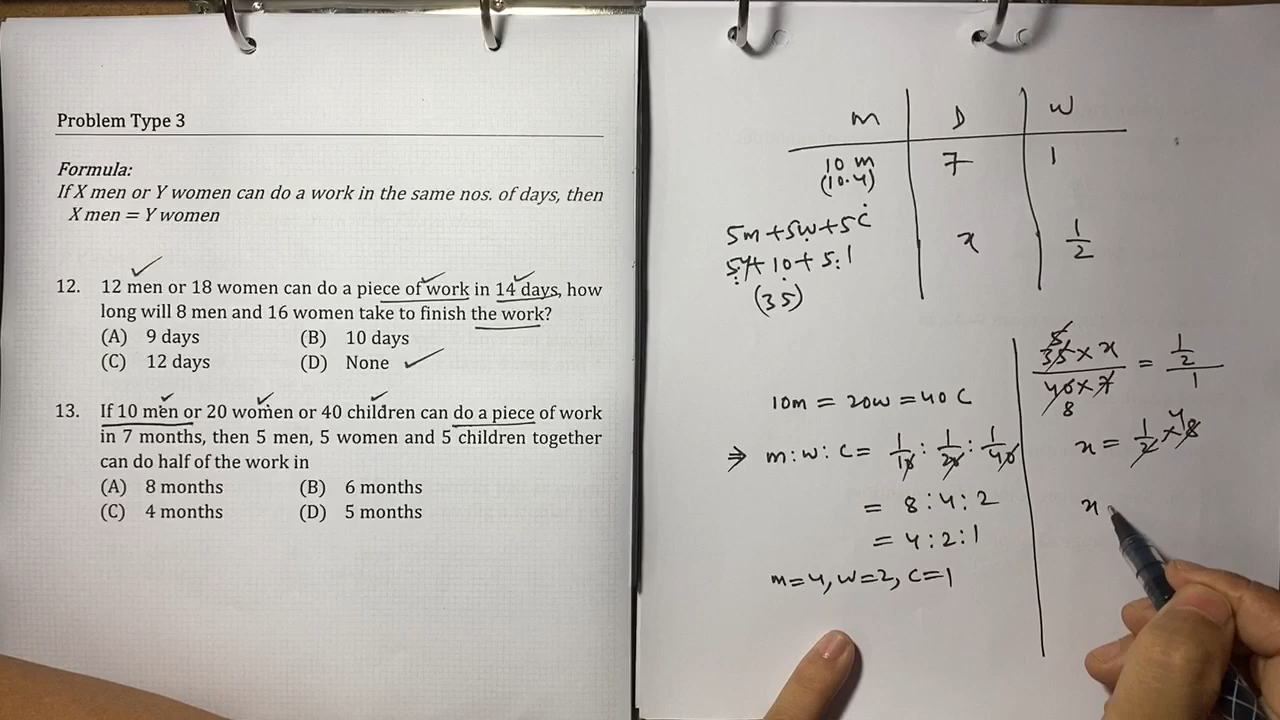 Problem Type 3
Formula:
If X men or Y women can do a work in the same nos. of days, then
X men = Y women
12. 12 men or 18 women can do a piece of work in 14 days, how
long will 8 men and 16 women take to finish the work?
(A) 9 days (B) 10 days
(C) 12 days (D) None
13. If 10 men or 20 women or 40 children can do a piece of work
in 7 months, then 5 men, 5 women and 5 children together
can do half of the work in
(A) 8 months (B) 6 months
(C) 4 months (D) 5 months
M D W
10 m 7 1
(10.4)
5m + 5w + 5c x 1/2
5.4 + 10 + 5.1
(35)
10m = 20w = 40 C
⇒ m : w : c = 1/10 : 1/20 : 1/40
= 8 : 4 : 2
= 4 : 2 : 1
m=4, w=2, c=1
5
35 × x / 40 × 7 = 1/2 / 1
8
x = 1/2 × 8 4
x